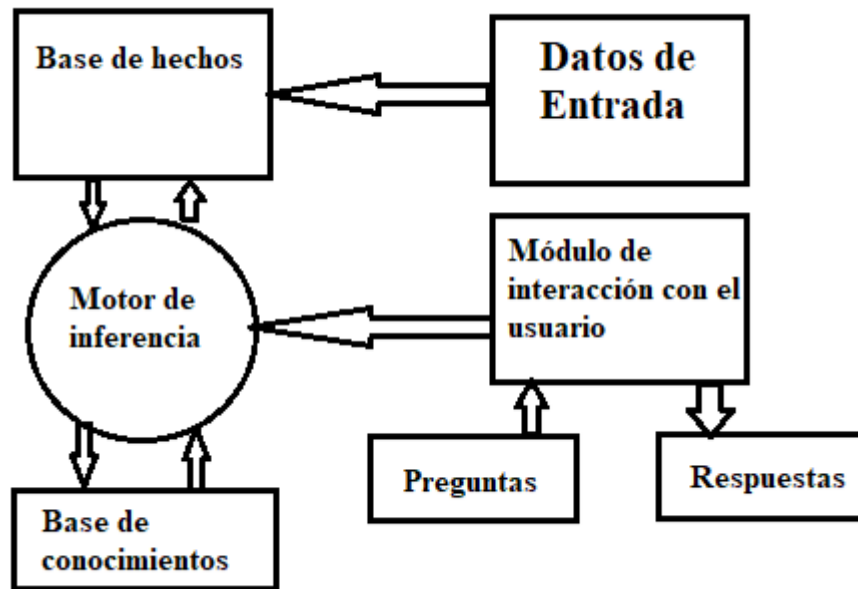 Base de hechos
Datos de
Entrada
Motor de
inferencia
Módulo de
interacción con el
usuario
Preguntas
Respuestas
Base de
conocimientos